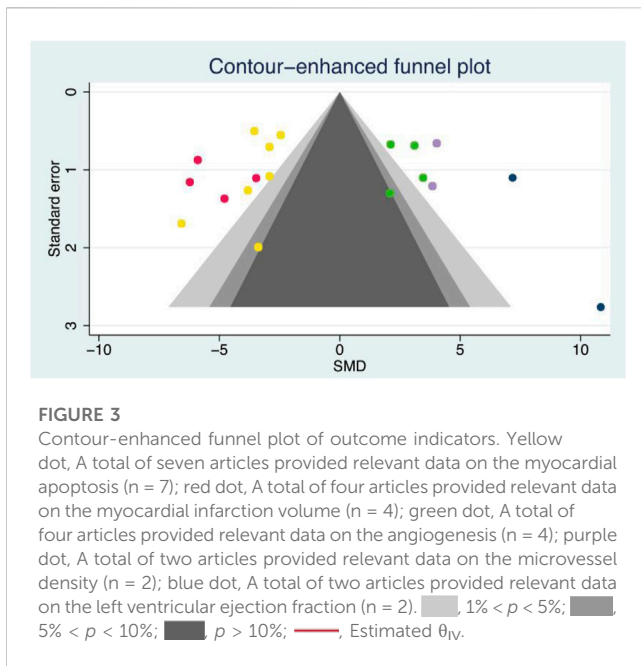 Contour−enhanced funnel plot
0
1
2
3
Standard error
−10
−5
0
5
10
SMD
FIGURE 3
Contour-enhanced funnel plot of outcome indicators. Yellow
dot, A total of seven articles provided relevant data on the myocardial
apoptosis (n = 7); red dot, A total of four articles provided relevant data
on the myocardial infarction volume (n = 4); green dot, A total of
four articles provided relevant data on the angiogenesis (n = 4); purple
dot, A total of two articles provided relevant data on the microvessel
density (n = 2); blue dot, A total of two articles provided relevant data
on the left ventricular ejection fraction (n = 2). , 1% < p < 5%; ,
5% < p < 10%; , p > 10%; , Estimated θIV.